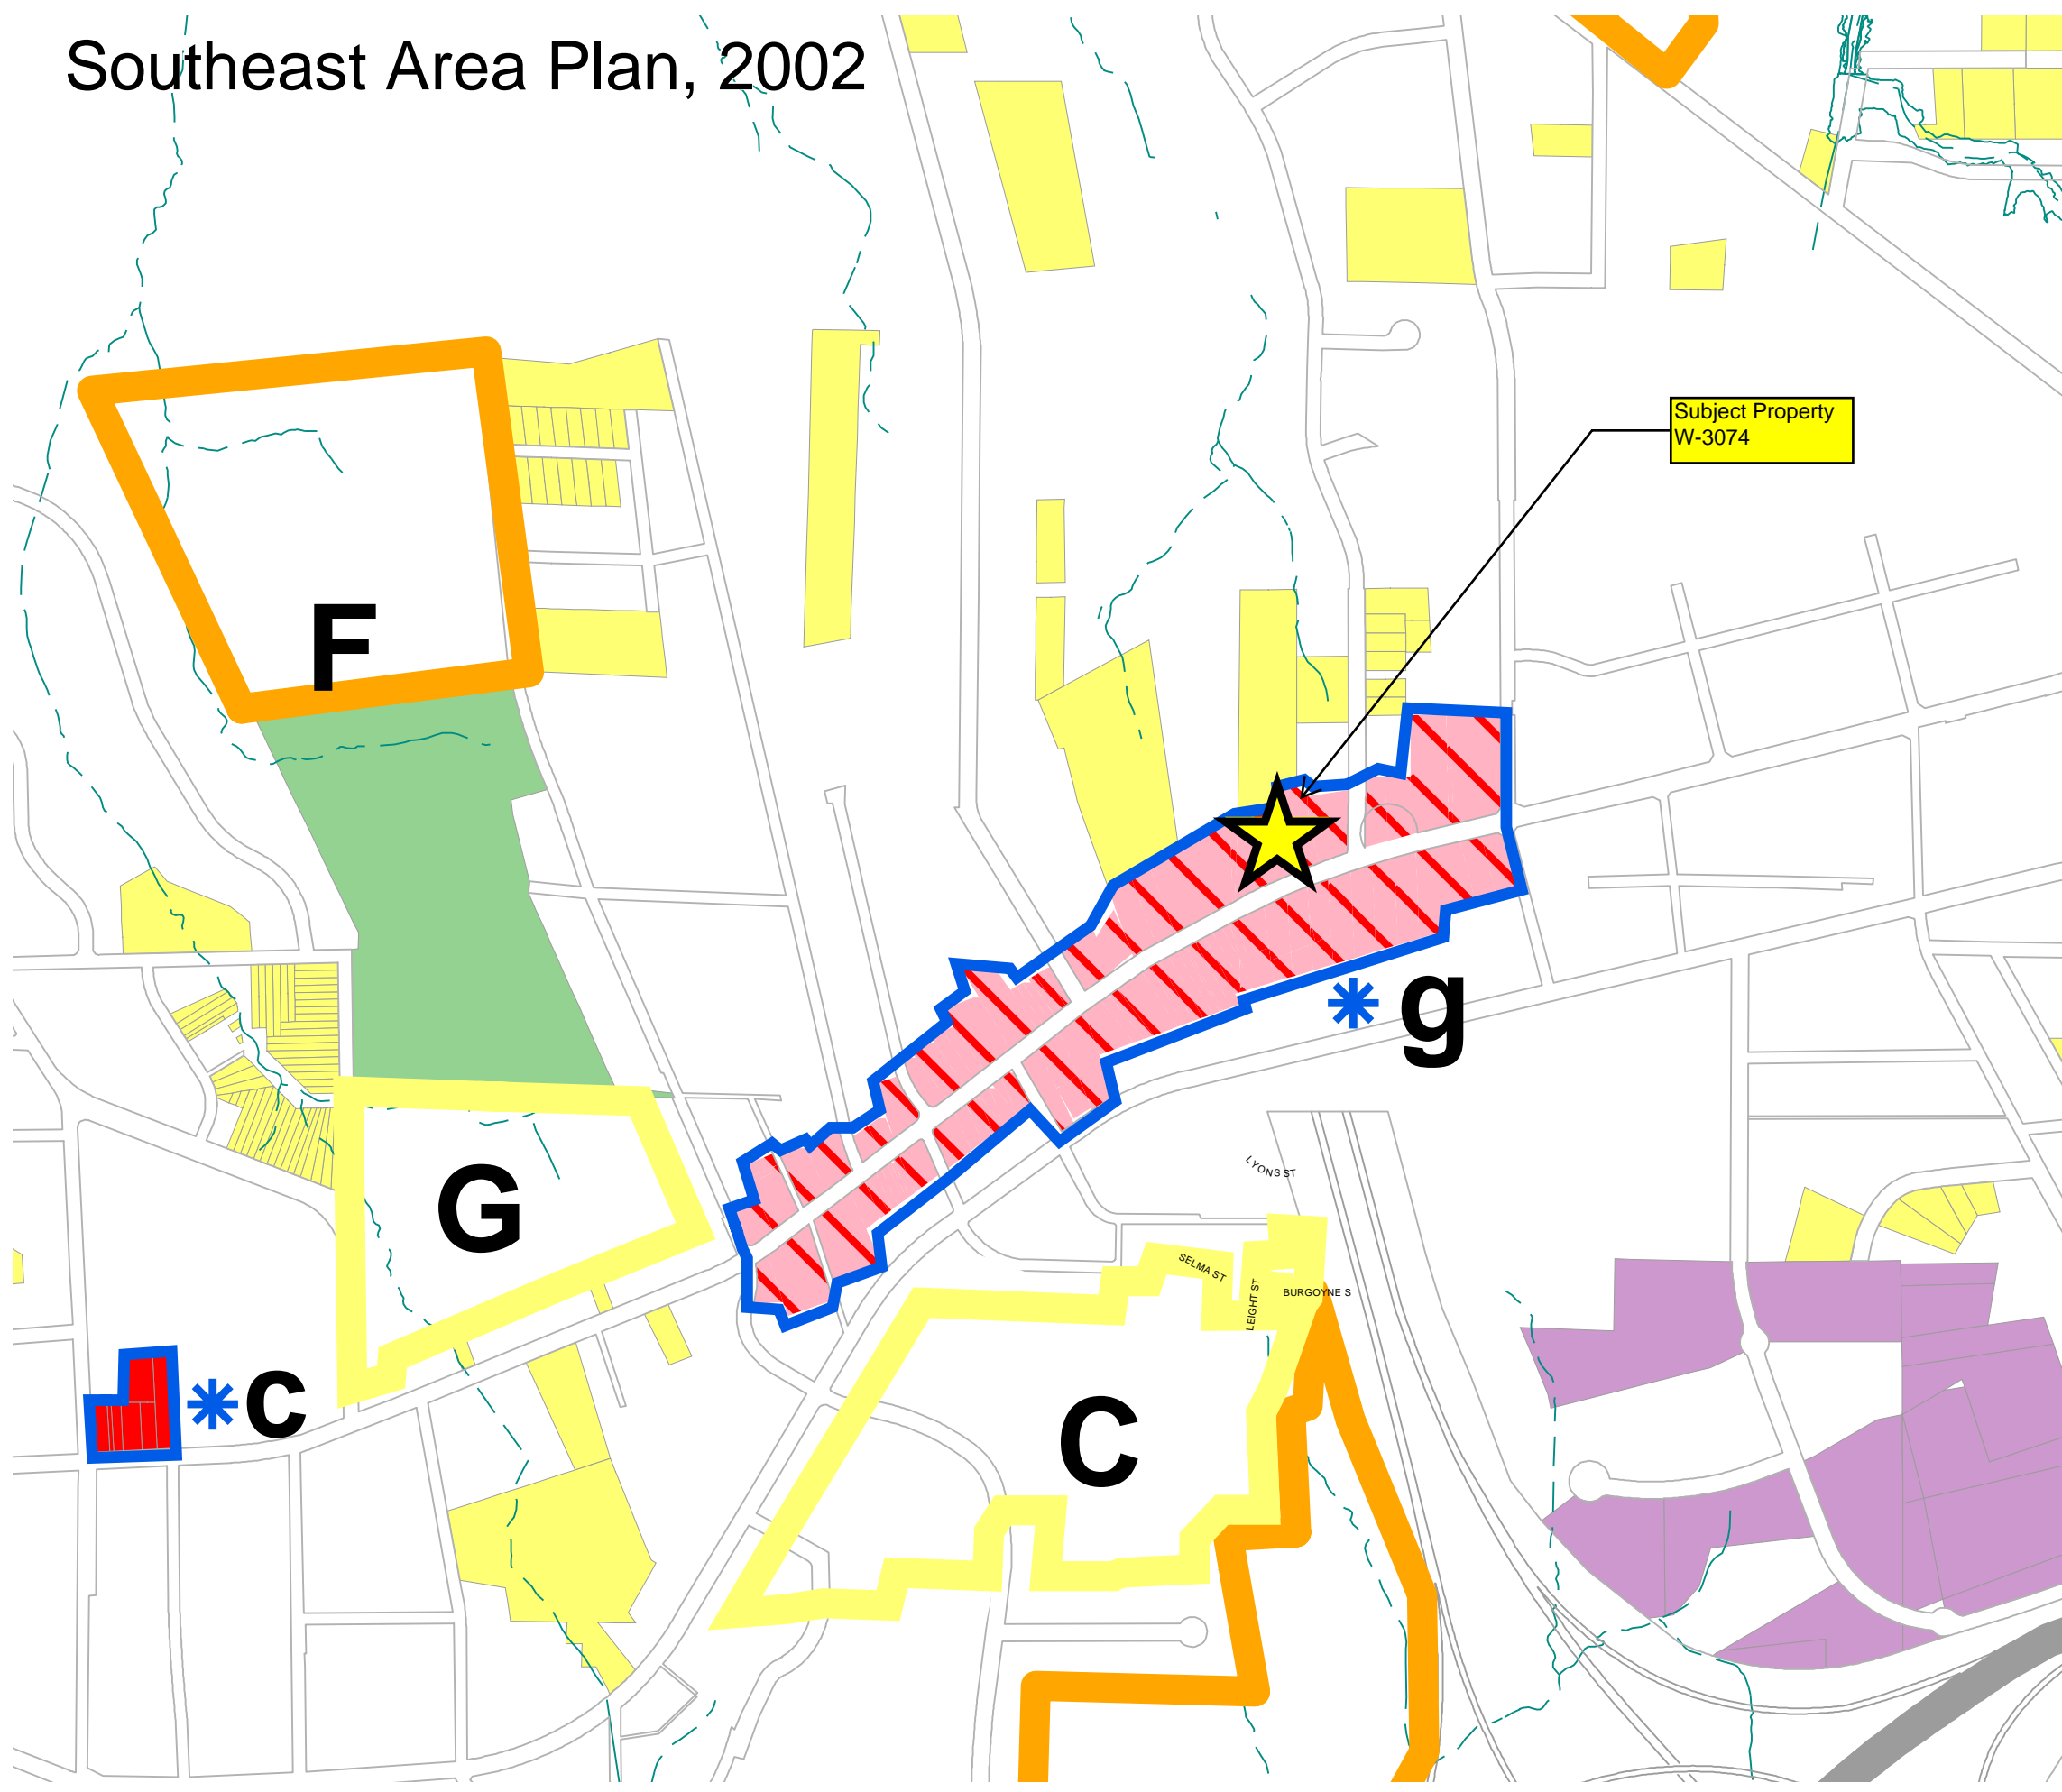 Southeast Area Plan, 2002
Subject Property
W-3074
F
g
G
LYONS ST
SELMA ST
LEIGHT ST
BURGOYNE S
c
C